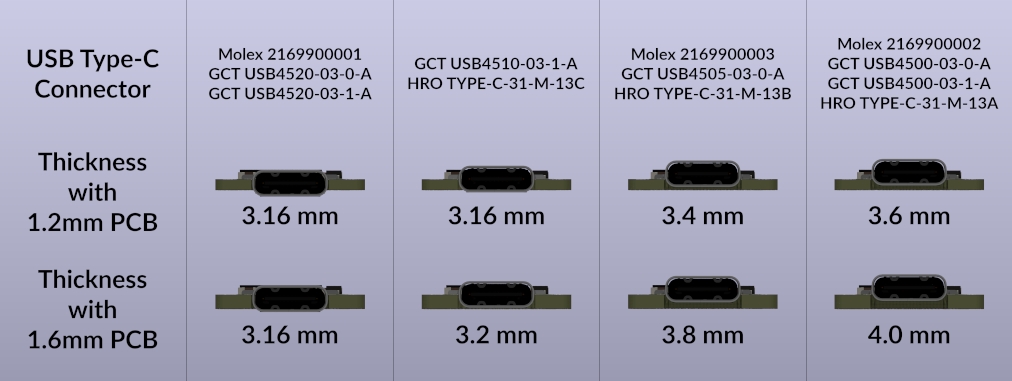 USB Type-C
Connector
Molex 2169900001
GCT USB4520-03-0-A
GCT USB4520-03-1-A
GCT USB4510-03-1-A
HRO TYPE-C-31-M-13C
Molex 2169900003
GCT USB4505-03-0-A
HRO TYPE-C-31-M-13B
Molex 2169900002
GCT USB4500-03-0-A
GCT USB4500-03-1-A
HRO TYPE-C-31-M-13A
Thickness
with
1.2mm PCB
3.16 mm
3.16 mm
3.4 mm
3.6 mm
Thickness
with
1.6mm PCB
3.16 mm
3.2 mm
3.8 mm
4.0 mm